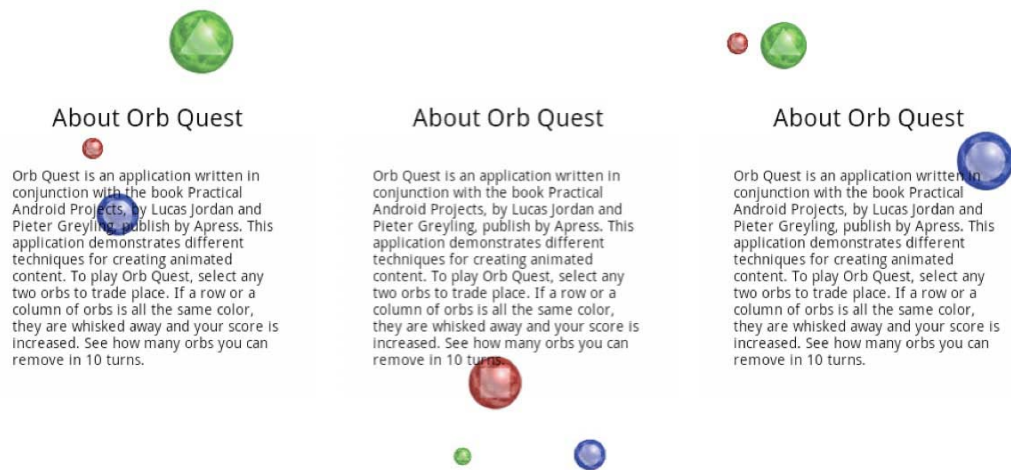 About Orb Quest
Orb Quest is an application written in
conjunction with the book Practical
Android Projects, by Lucas Jordan and
Pieter Greyling, publish by Apress. This
application demonstrates different
techniques for creating animated
content. To play Orb Quest, select any
two orbs to trade place. If a row or a
column of orbs is all the same color,
they are whisked away and your score is
increased. See how many orbs you can
remove in 10 turns.
About Orb Quest
Orb Quest is an application written in
conjunction with the book Practical
Android Projects, by Lucas Jordan and
Pieter Greyling, publish by Apress. This
application demonstrates different
techniques for creating animated
content. To play Orb Quest, select any
two orbs to trade place. If a row or a
column of orbs is all the same color,
they are whisked away and your score is
increased. See how many orbs you can
remove in 10 turns.
About Orb Quest
Orb Quest is an application written in
conjunction with the book Practical
Android Projects, by Lucas Jordan and
Pieter Greyling, publish by Apress. This
application demonstrates different
techniques for creating animated
content. To play Orb Quest, select any
two orbs to trade place. If a row or a
column of orbs is all the same color,
they are whisked away and your score is
increased. See how many orbs you can
remove in 10 turns.